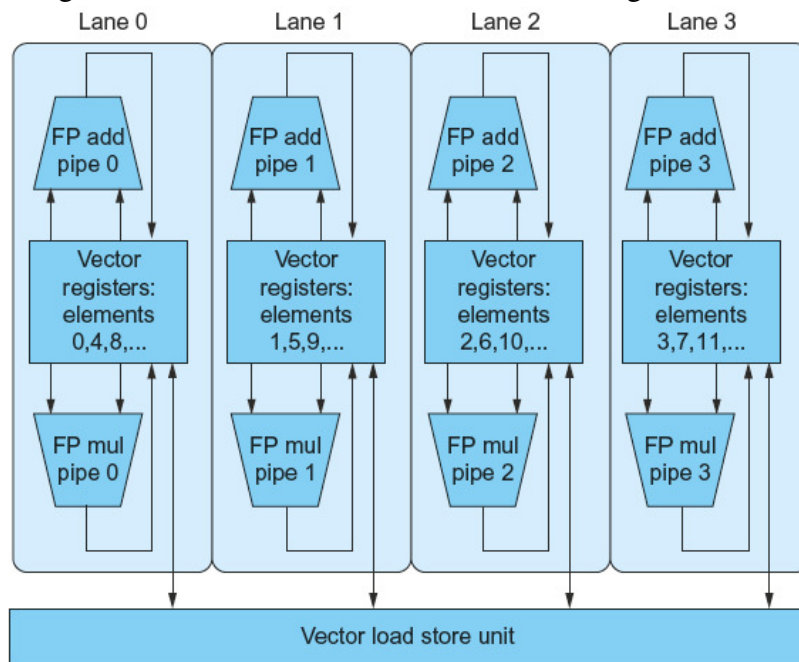 Lane 0 Lane 1 Lane 2 Lane 3
FP add
pipe 0
FP add
pipe 1
FP add
pipe 2
FP add
pipe 3
Vector
registers:
elements
0,4,8,...
Vector
registers:
elements
1,5,9,...
Vector
registers:
elements
2,6,10,...
Vector
registers:
elements
3,7,11,...
FP mul
pipe 0
FP mul
pipe 1
FP mul
pipe 2
FP mul
pipe 3
Vector load store unit